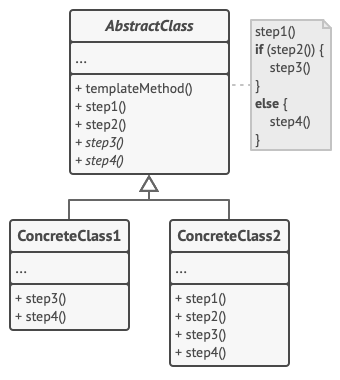 AbstractClass
...
+ templateMethod()
+ step1()
+ step2()
+ step3()
+ step4()
step1()
if (step2()) {
step3()
}
else {
step4()
}
ConcreteClass1
...
+ step3()
+ step4()
ConcreteClass2
...
+ step1()
+ step2()
+ step3()
+ step4()